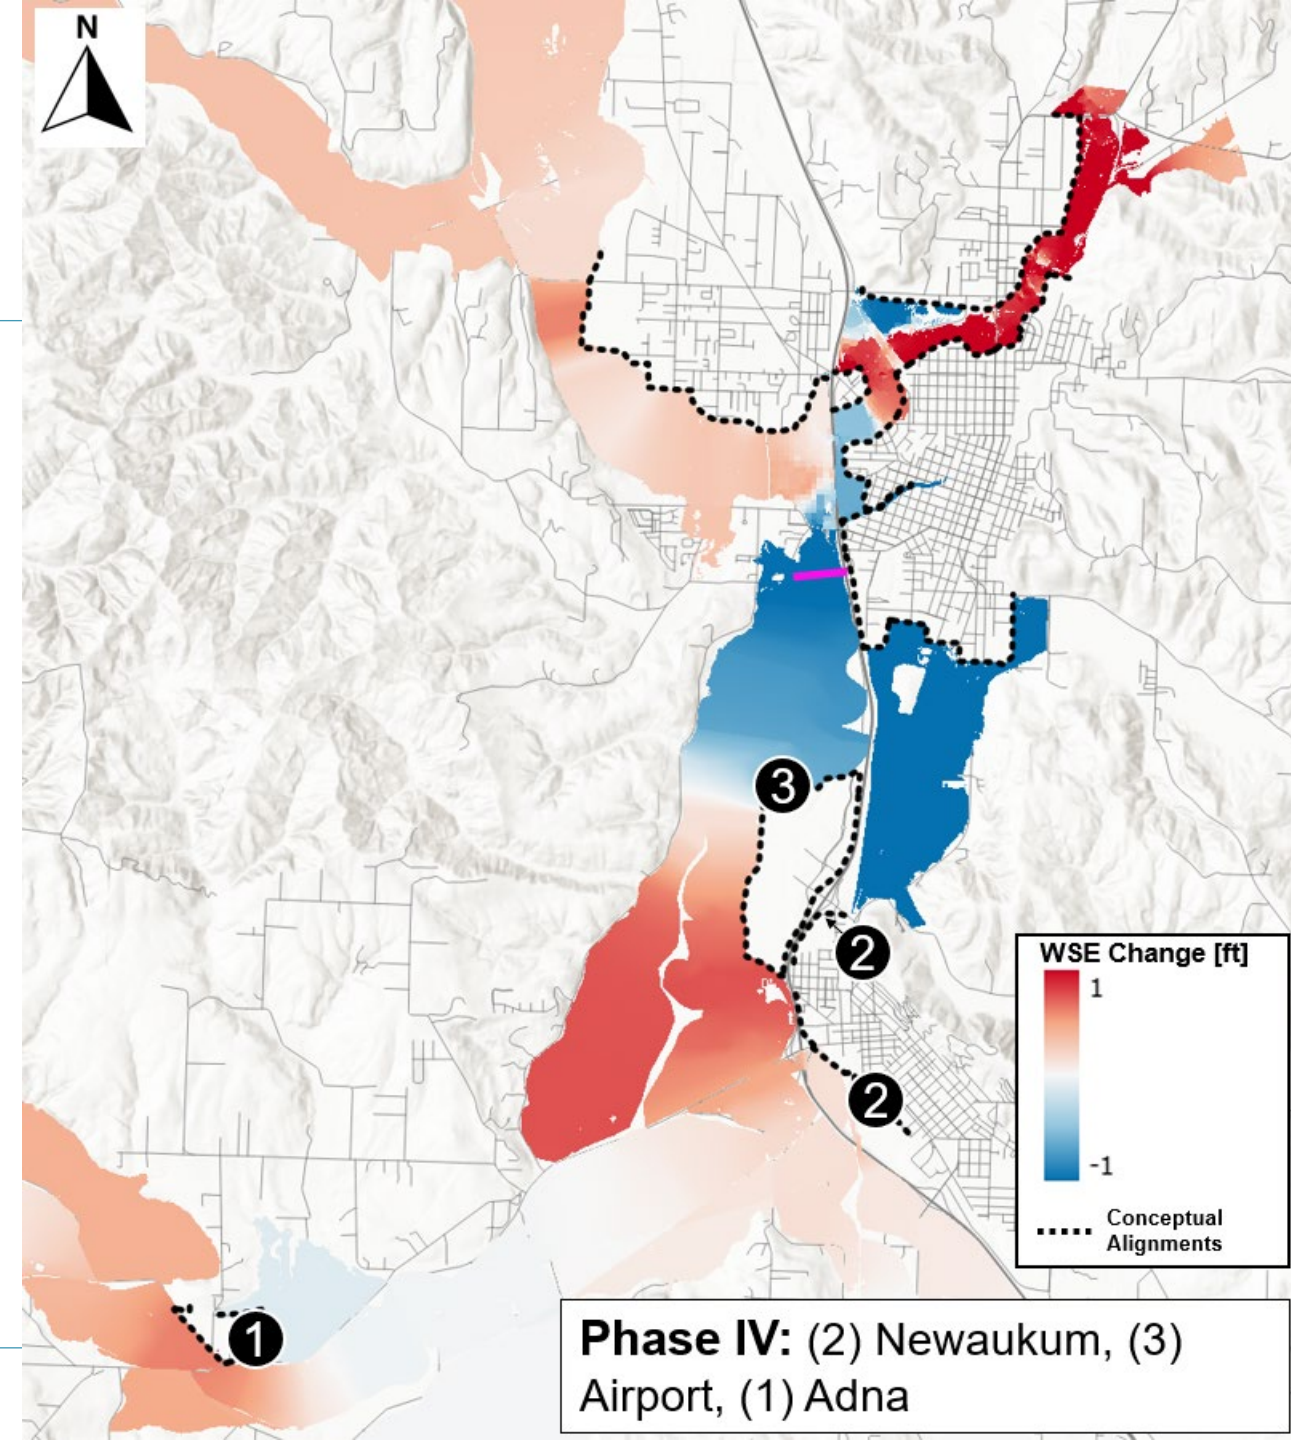 N
3
2
2
1
WSE Change [ft]
1
-1
Conceptual
Alignments
Phase IV: (2) Newaukum, (3)
Airport, (1) Adna